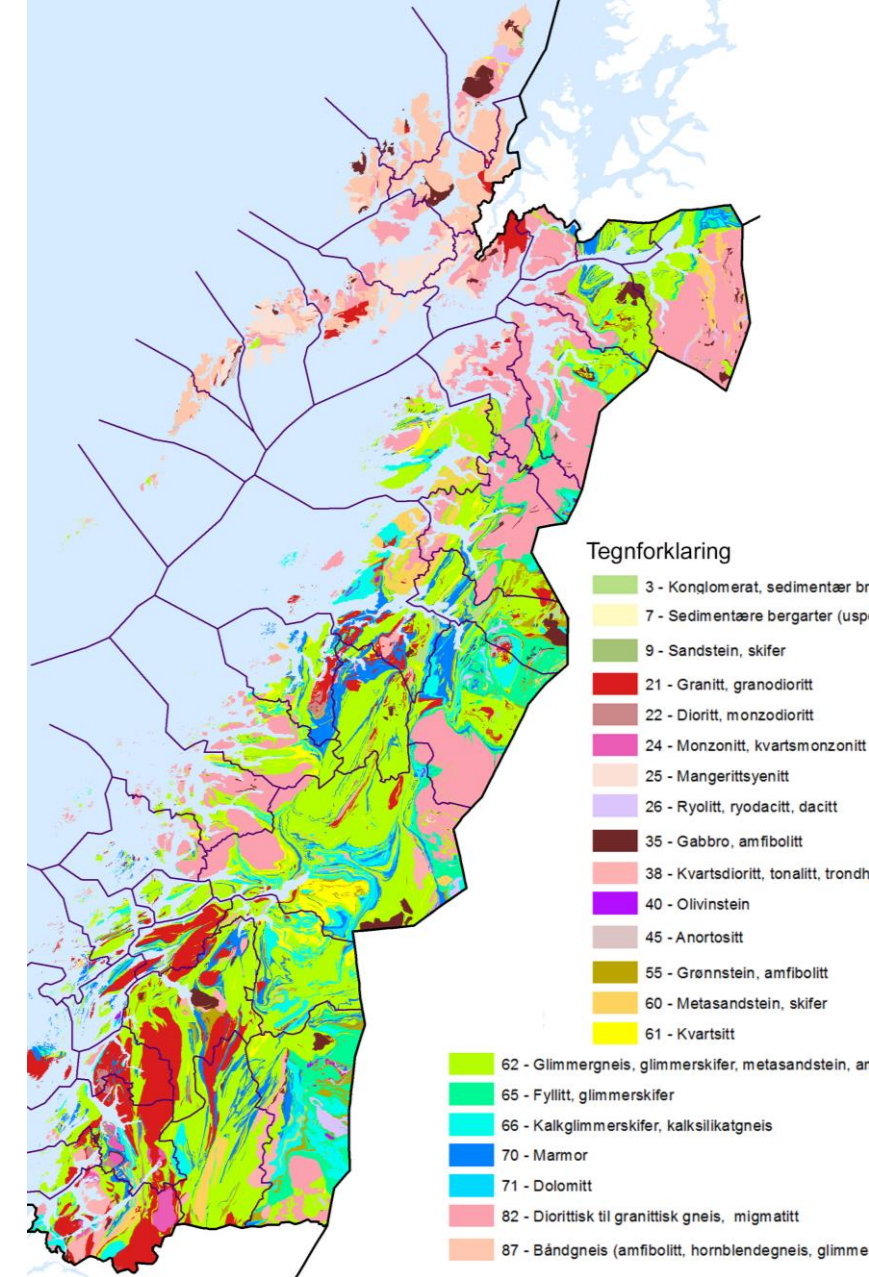 Tegnforklaring
3 - Konglomerat, sedimentær br
7 - Sedimentære bergarter (uspe
9 - Sandstein, skifer
21 - Granitt, granodioritt
22 - Dioritt, monzodioritt
24 - Monzonitt, kvartsmonzonitt
25 - Mangerittsyenitt
26 - Ryolitt, ryodacitt, dacitt
35 - Gabbro, amfibolitt
38 - Kvartsdioritt, tonalitt, trondh
40 - Olivinstein
45 - Anortositt
55 - Grønnstein, amfibolitt
60 - Metasandstein, skifer
61 - Kvartsitt
62 - Glimmergneis, glimmerskifer, metasandstein, am
65 - Fyllitt, glimmerskifer
66 - Kalkglimmerskifer, kalksilikatgneis
70 - Marmor
71 - Dolomitt
82 - Diorittisk til granittisk gneis, migmatitt
87 - Båndgneis (amfibolitt, hornblendegneis, glimme